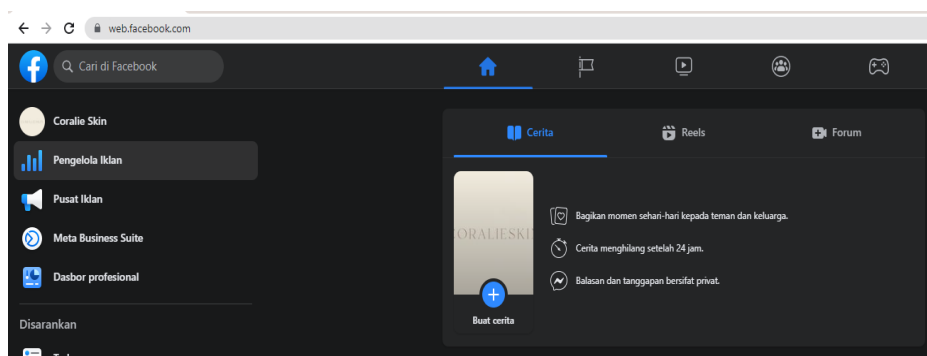 web.facebook.com
Cari di Facebook
Coralie Skin
Pengelola Iklan
Pusat Iklan
Meta Business Suite
Dasbor profesional
Disarankan
Cerita
Reels
Forum
CORALIESKIN
Buat cerita
Bagikan momen sehari-hari kepada teman dan keluarga.
Cerita menghilang setelah 24 jam.
Balasan dan tanggapan bersifat privat.